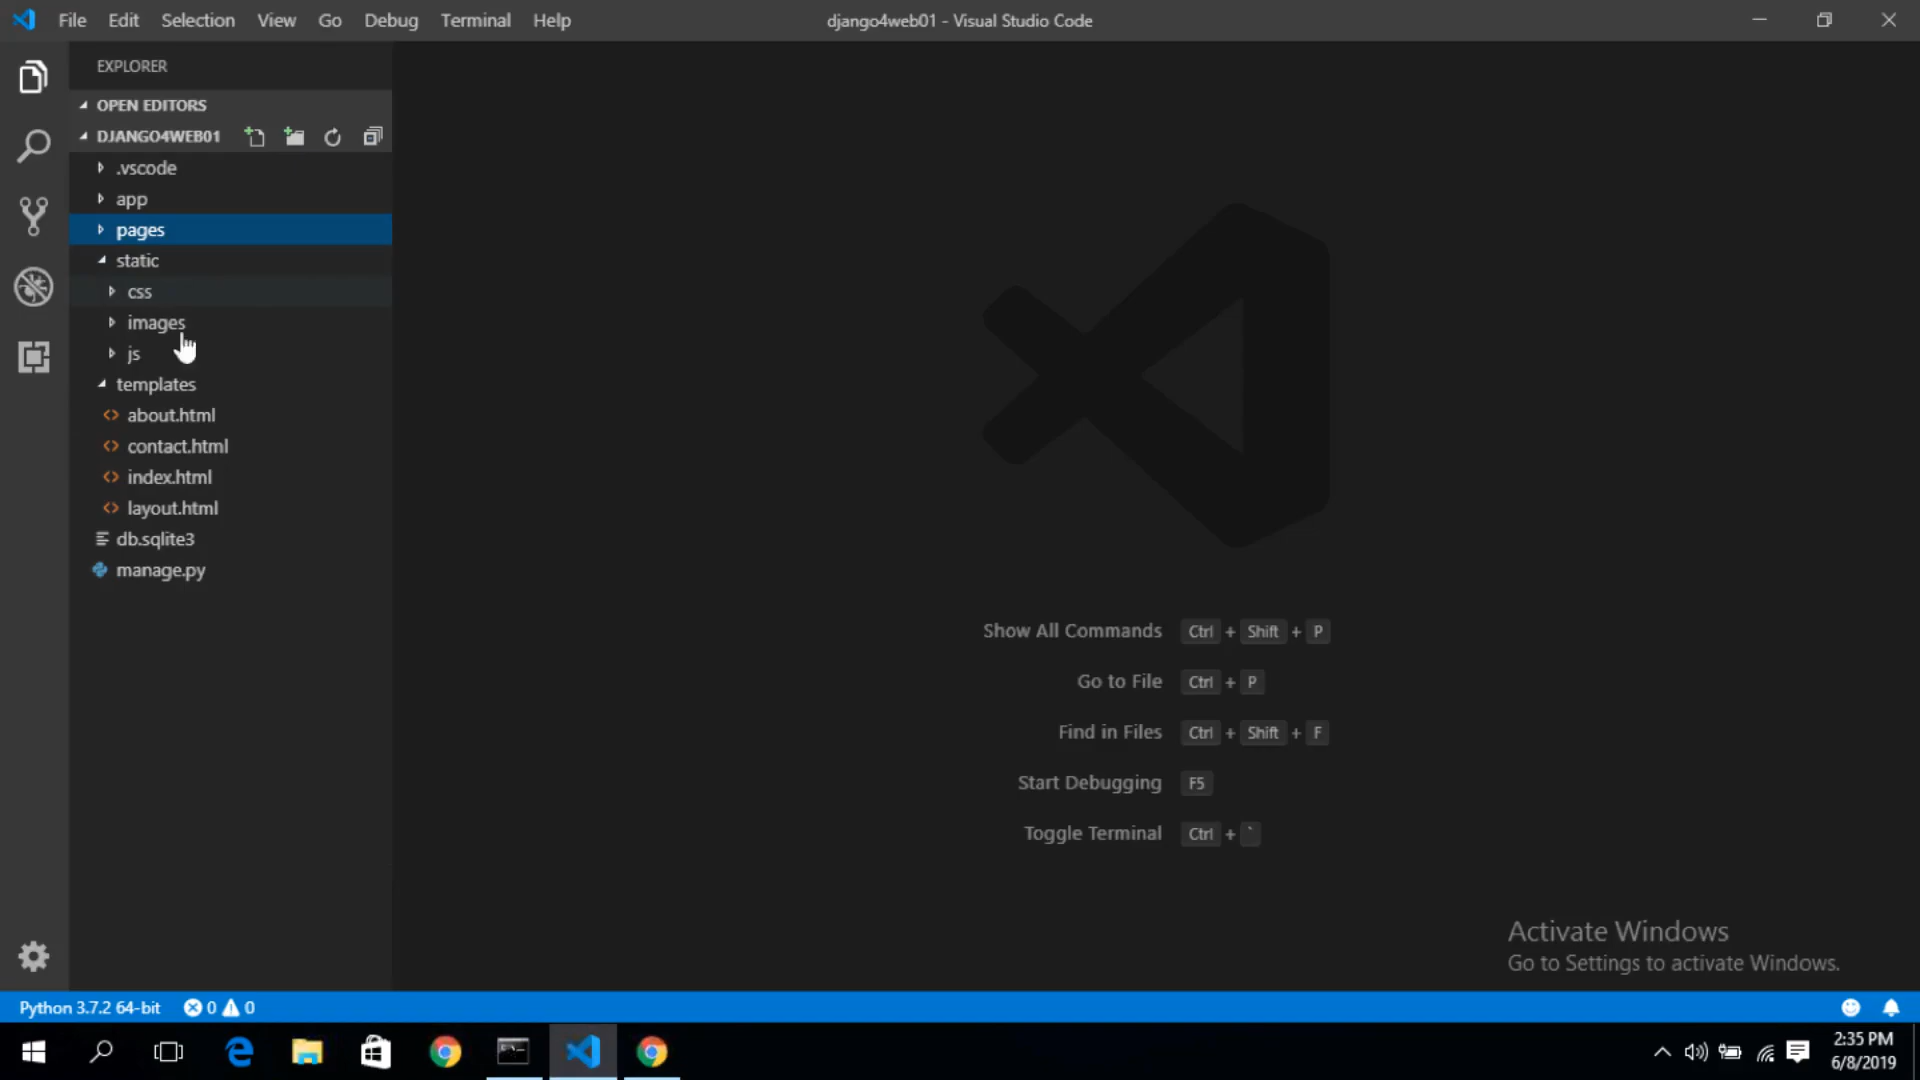 File Edit Selection View Go Debug Terminal Help
django4web01 - Visual Studio Code
EXPLORER
OPEN EDITORS
DJANGO4WEB01
.vscode
app
pages
static
css
images
js
templates
about.html
contact.html
index.html
layout.html
db.sqlite3
manage.py
Show All Commands Ctrl + Shift + P
Go to File Ctrl + P
Find in Files Ctrl + Shift + F
Start Debugging F5
Toggle Terminal Ctrl + `
Activate Windows
Go to Settings to activate Windows.
Python 3.7.2 64-bit 0 0
2:35 PM
6/8/2019